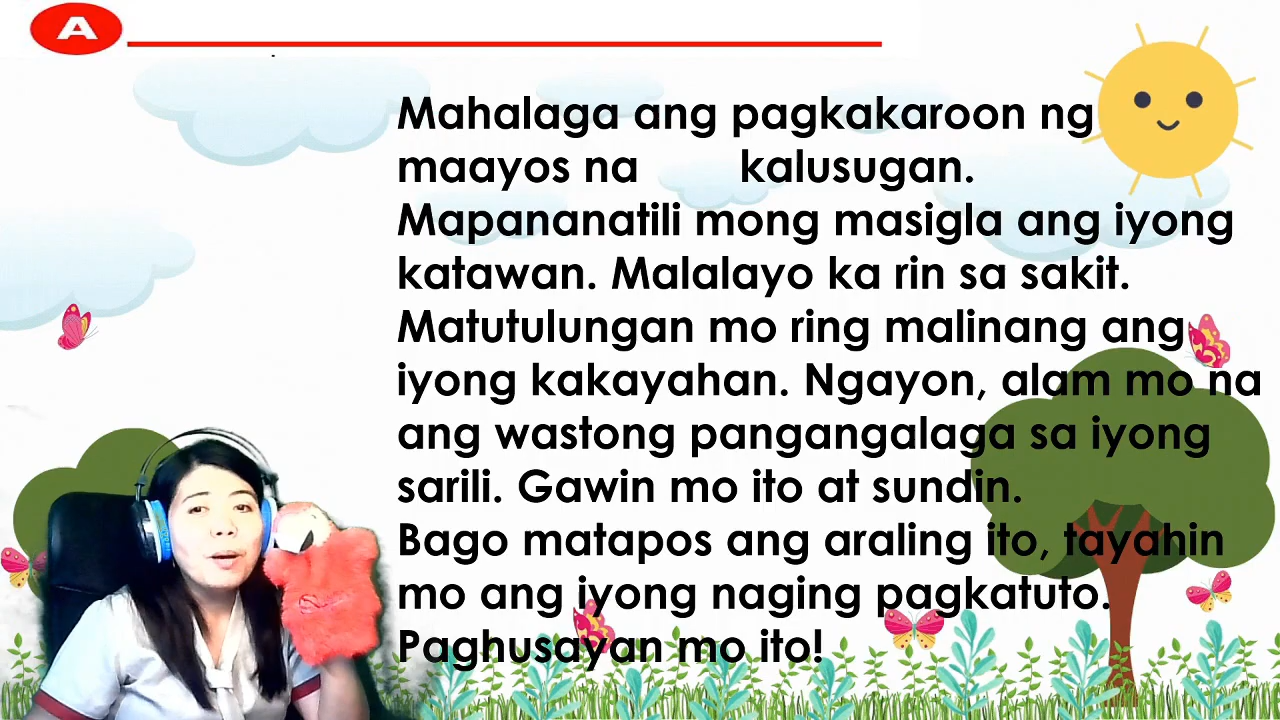 A
Mahalaga ang pagkakaroon ng
maayos na kalusugan.
Mapananatili mong masigla ang iyong
katawan. Malalayo ka rin sa sakit.
Matutulungan mo ring malinang ang
iyong kakayahan. Ngayon, alam mo na
ang wastong pangangalaga sa iyong
sarili. Gawin mo ito at sundin.
Bago matapos ang araling ito, tayahin
mo ang iyong naging pagkatuto.
Paghusayan mo ito!